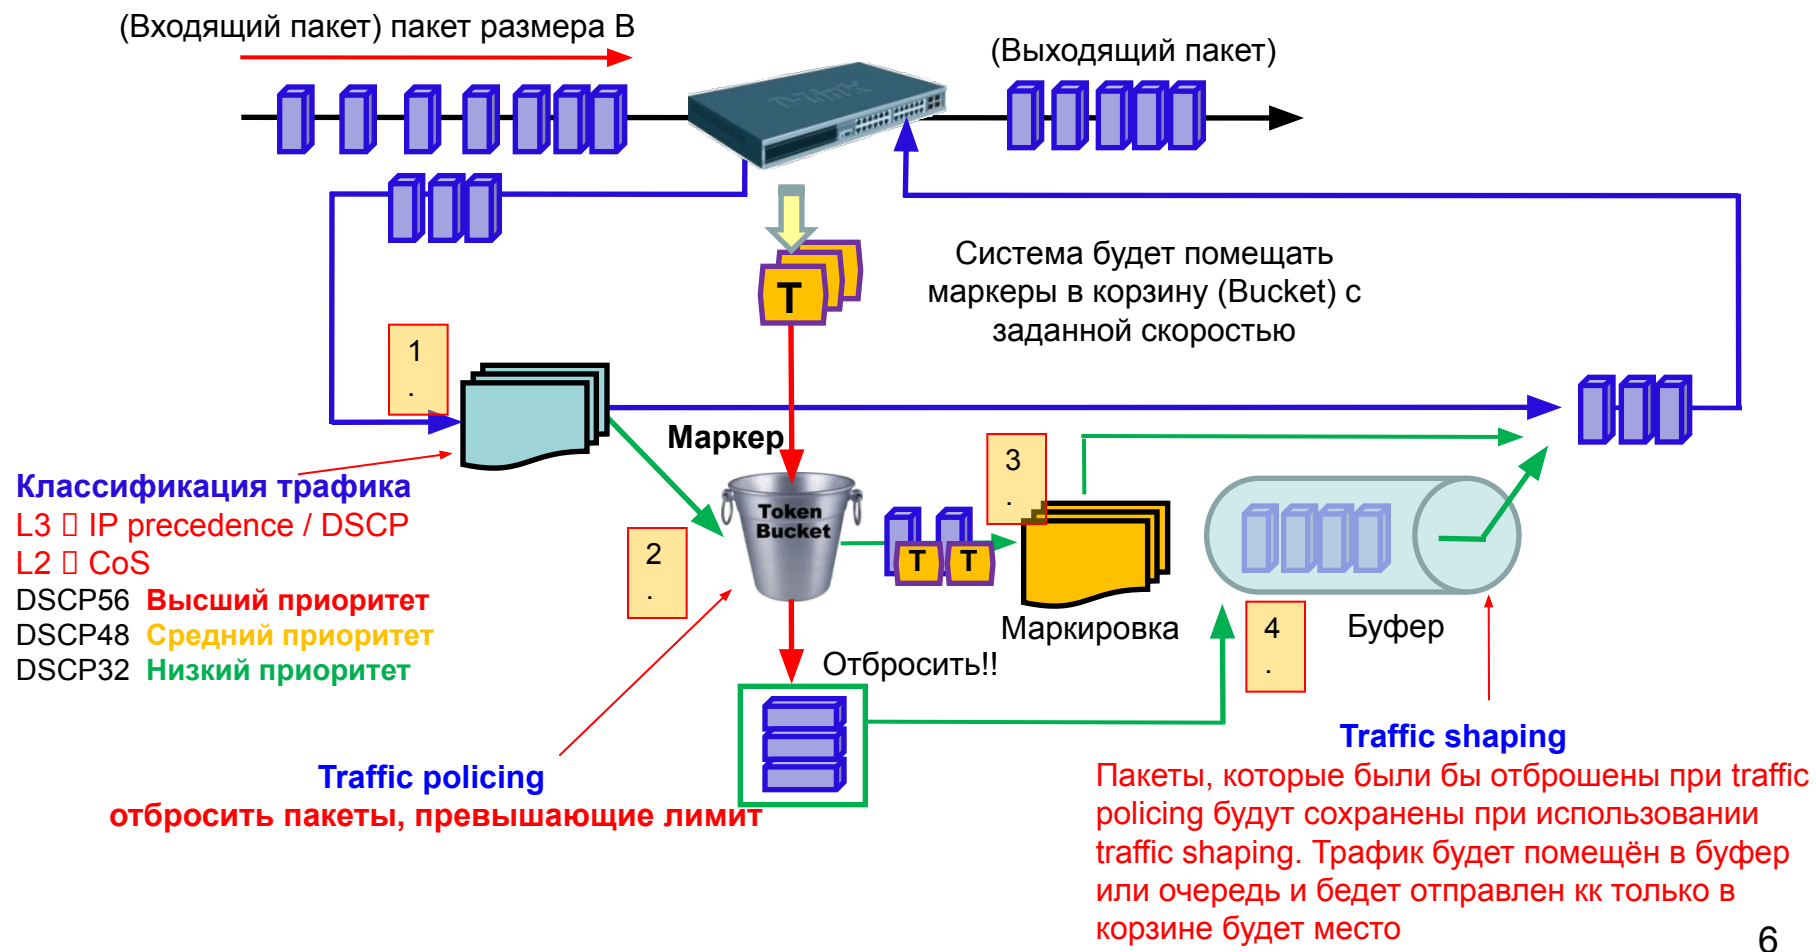 (Входящий пакет) пакет размера B
(Выходящий пакет)
D-Link
T
Система будет помещать
маркеры в корзину (Bucket) с
заданной скоростью
1
.
Маркер
Классификация трафика
L3 ▯ IP precedence / DSCP
L2 ▯ CoS
DSCP56 Высший приоритет
DSCP48 Средний приоритет
DSCP32 Низкий приоритет
2
.
Token
Bucket
T T
3
.
Маркировка
4
.
Буфер
Отбросить!!
Traffic policing
отбросить пакеты, превышающие лимит
Traffic shaping
Пакеты, которые были бы отброшены при traffic
policing будут сохранены при использовании
traffic shaping. Трафик будет помещён в буфер
или очередь и бедет отправлен кк только в
корзине будет место
6